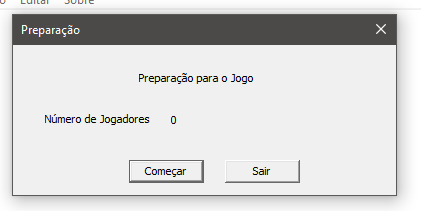 Editar Sobre
Preparação
Preparação para o Jogo
Número de Jogadores 0
Começar Sair